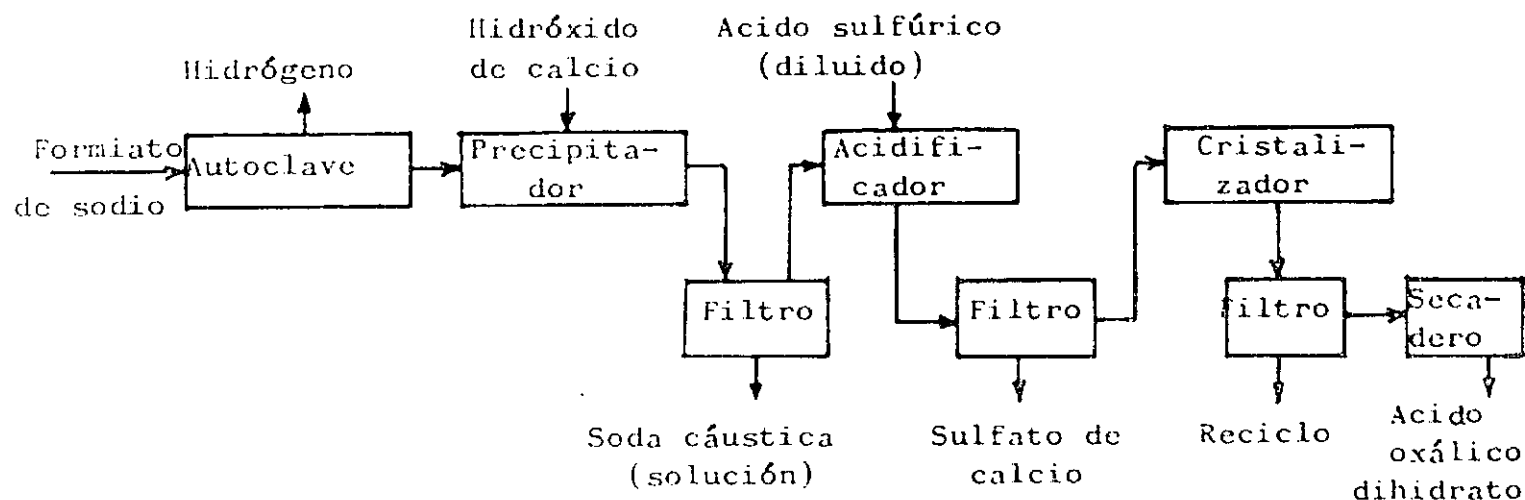 Hidróxido
de calcio
Acido sulfúrico
(diluido)
Hidrógeno
Formiato
de sodio
Autoclave
Precipita-
dor
Acidifi-
cador
Cristali-
zador
Filtro
Filtro
Filtro
Seca-
dero
Soda cáustica
(solución)
Sulfato de
calcio
Reciclo
Acido
oxálico
dihidrato